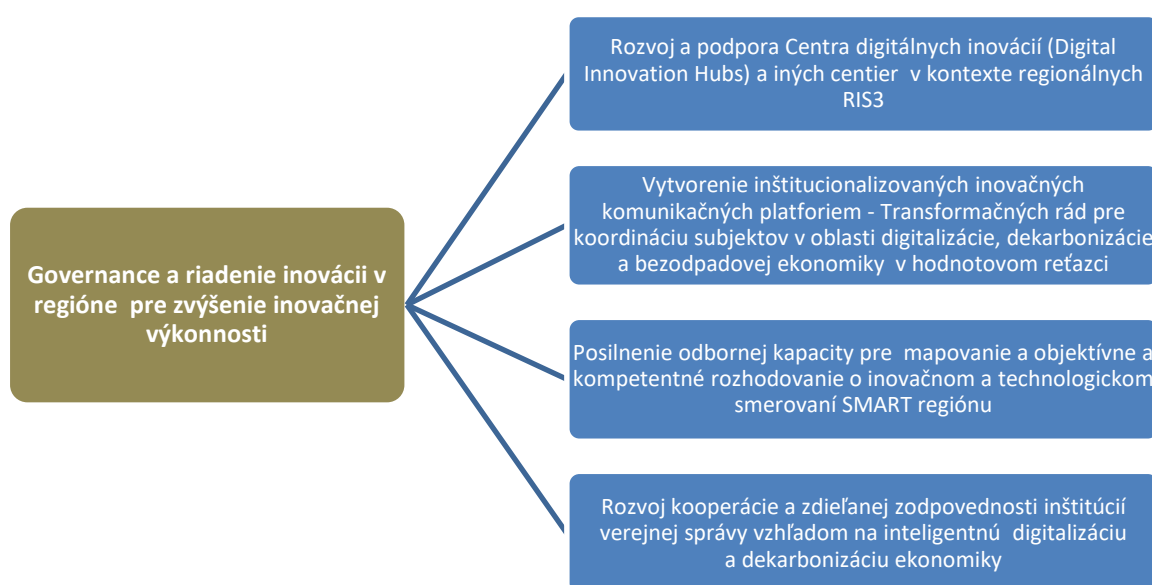 Governance a riadenie inovácii v
regióne pre zvýšenie inovačnej
výkonnosti
Rozvoj a podpora Centra digitálnych inovácií (Digital
Innovation Hubs) a iných centier v kontexte regionálnych
RIS3
Vytvorenie inštitucionalizovaných inovačných
komunikačných platforiem - Transformačných rád pre
koordináciu subjektov v oblasti digitalizácie, dekarbonizácie
a bezodpadovej ekonomiky v hodnotovom reťazci
Posilnenie odbornej kapacity pre mapovanie a objektívne a
kompetentné rozhodovanie o inovačnom a technologickom
smerovaní SMART regiónu
Rozvoj kooperácie a zdieľanej zodpovednosti inštitúcií
verejnej správy vzhľadom na inteligentnú digitalizáciu
a dekarbonizáciu ekonomiky